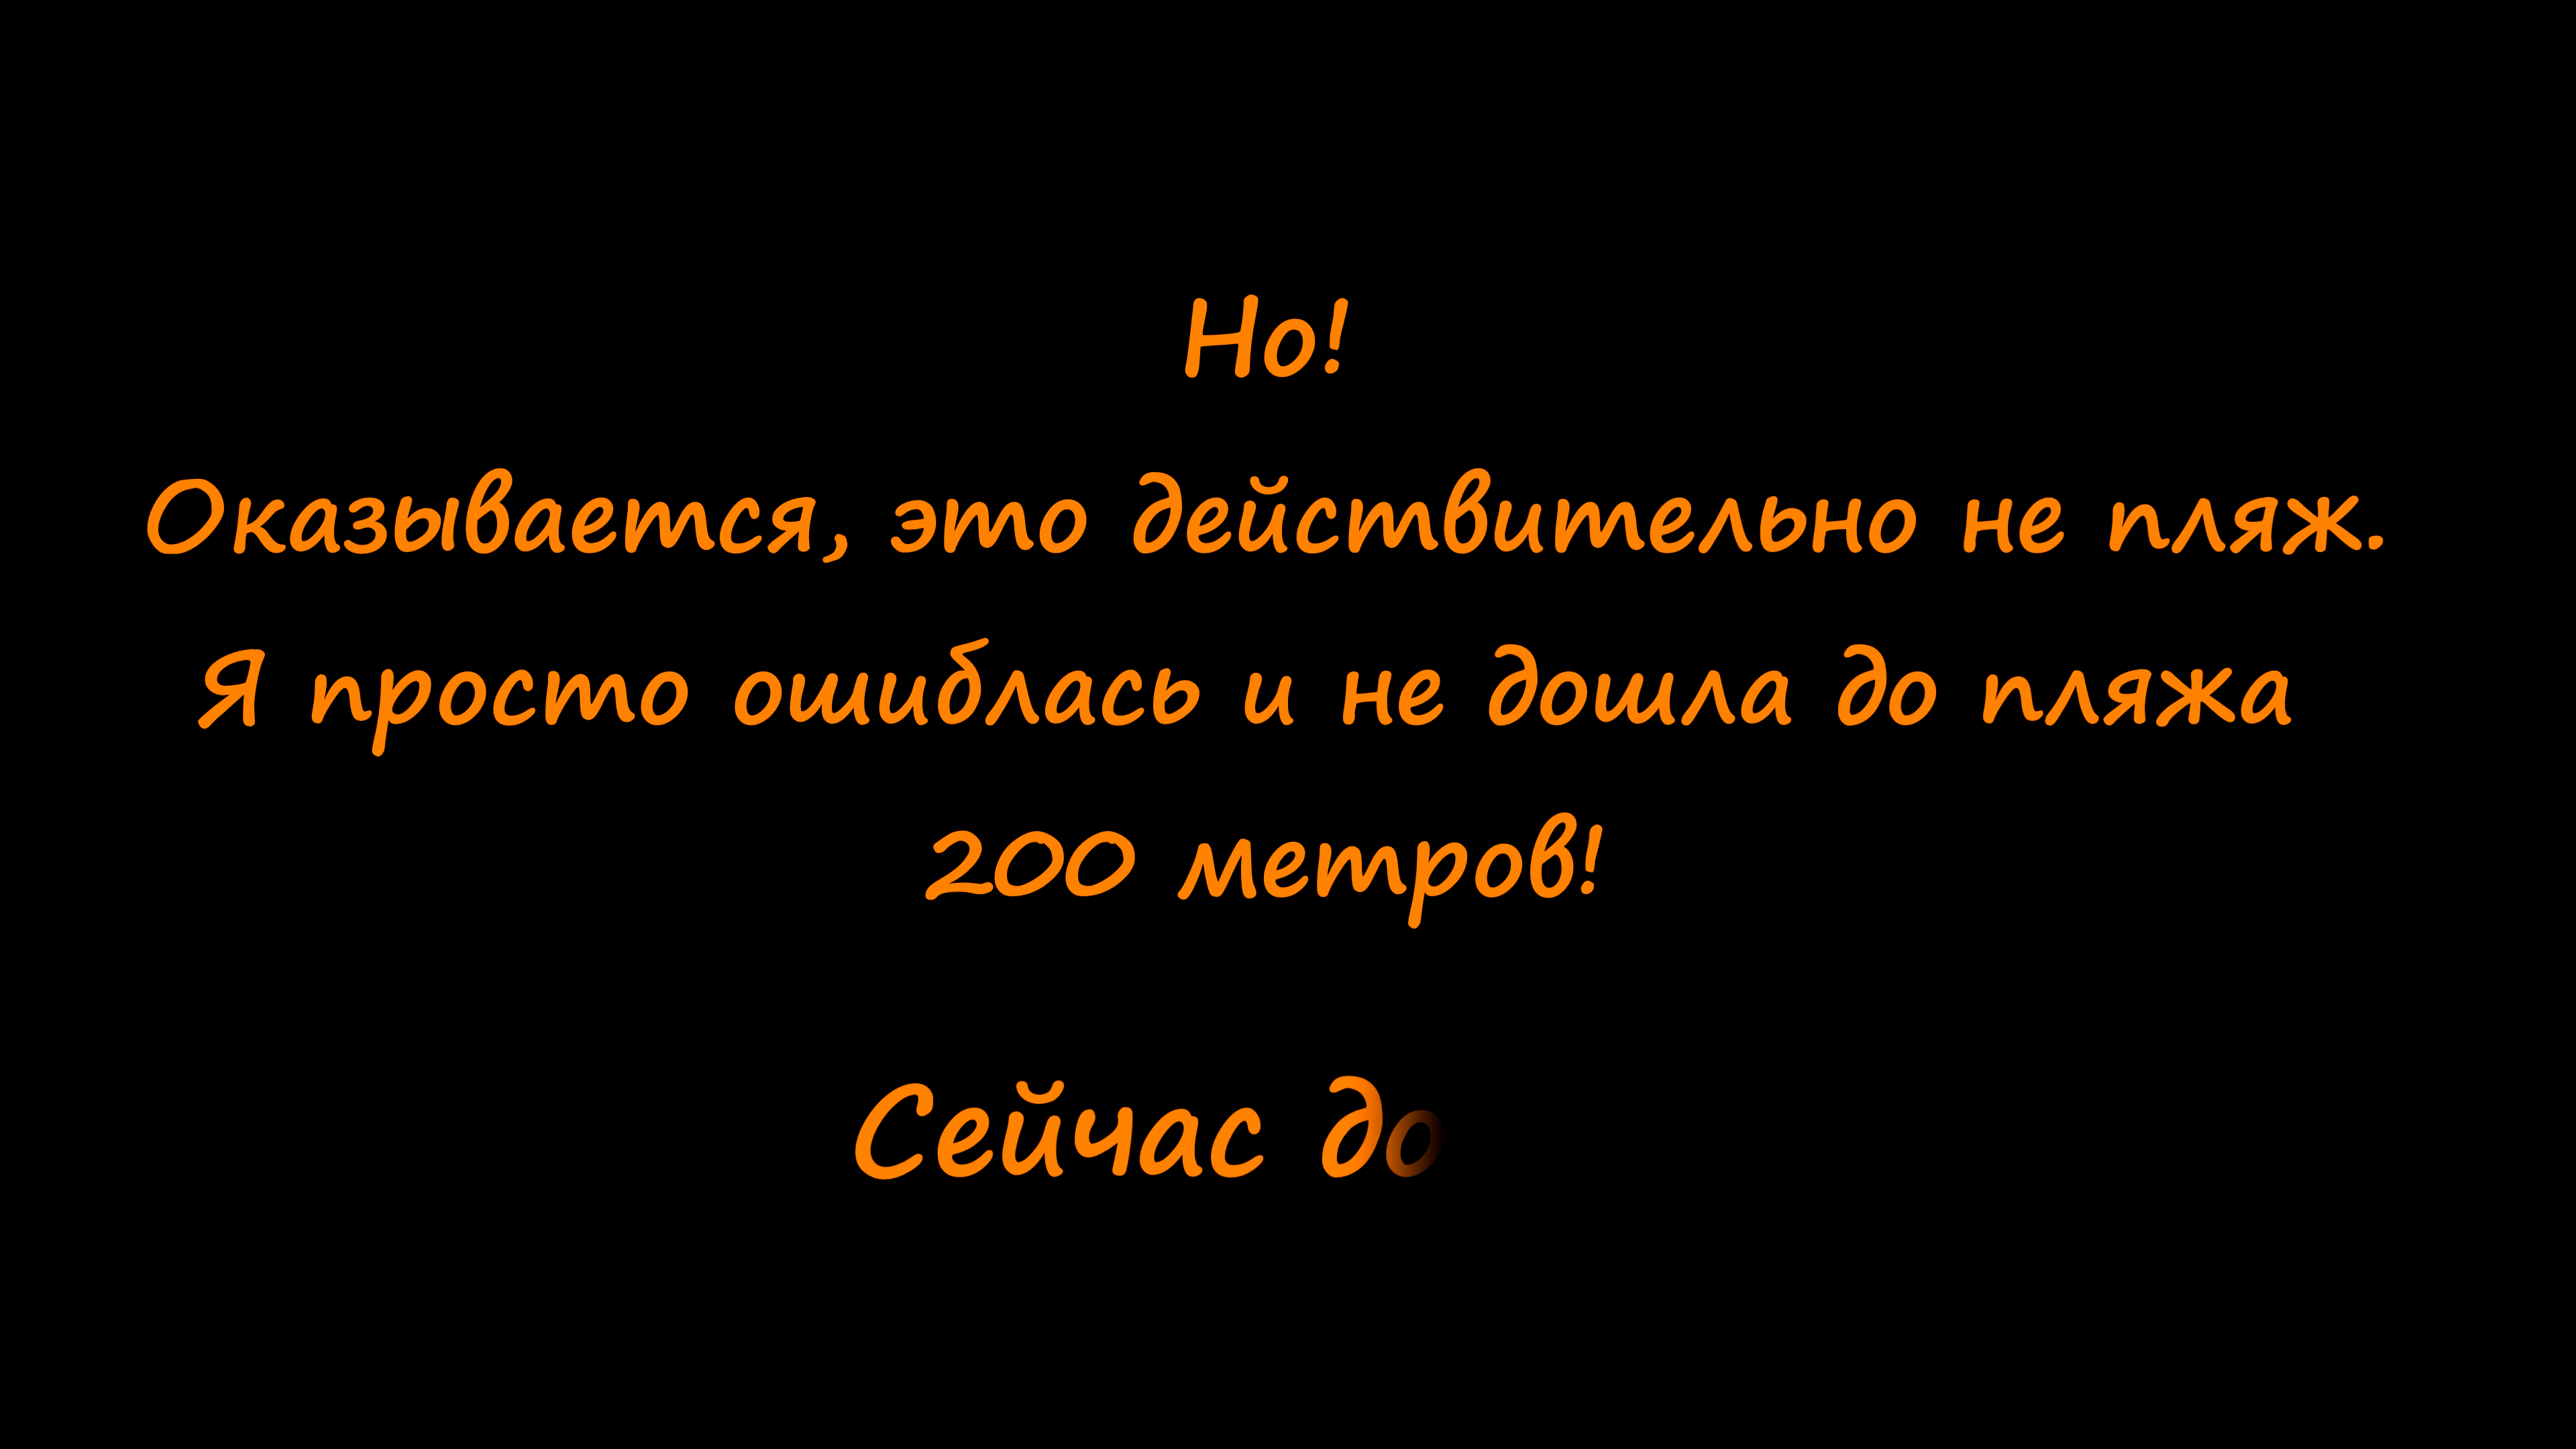 Но!
Оказывается, это действительно не пляж.
Я просто ошиблась и не дошла до пляжа
200 метров!
Сейчас до